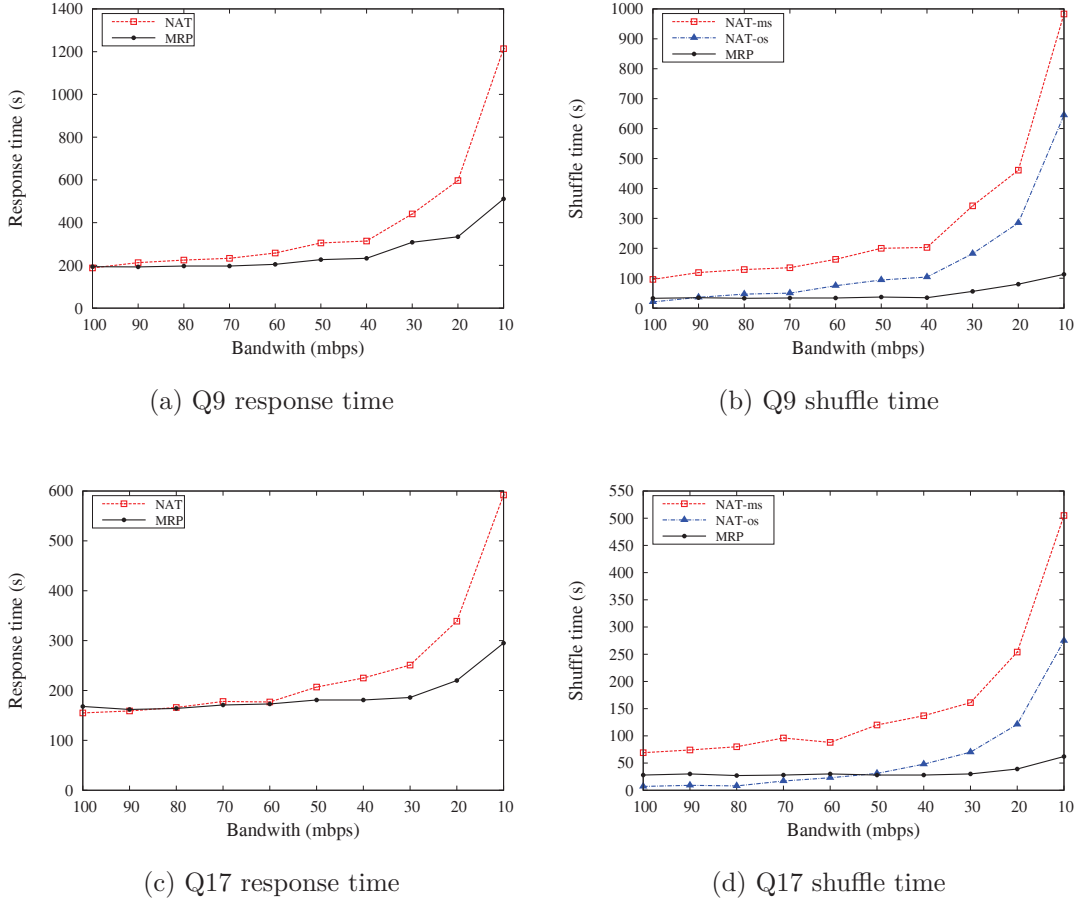 1400
1200
1000
800
600
400
200
0
100 90 80 70 60 50 40 30 20 10
Response time (s)
Bandwith (mbps)
NAT
MRP
(a) Q9 response time
1000
900
800
700
600
500
400
300
200
100
0
100 90 80 70 60 50 40 30 20 10
Shuffle time (s)
Bandwith (mbps)
NAT-ms
NAT-os
MRP
(b) Q9 shuffle time
600
500
400
300
200
100
0
100 90 80 70 60 50 40 30 20 10
Response time (s)
Bandwith (mbps)
NAT
MRP
(c) Q17 response time
550
500
450
400
350
300
250
200
150
100
50
0
100 90 80 70 60 50 40 30 20 10
Shuffle time (s)
Bandwith (mbps)
NAT-ms
NAT-os
MRP
(d) Q17 shuffle time